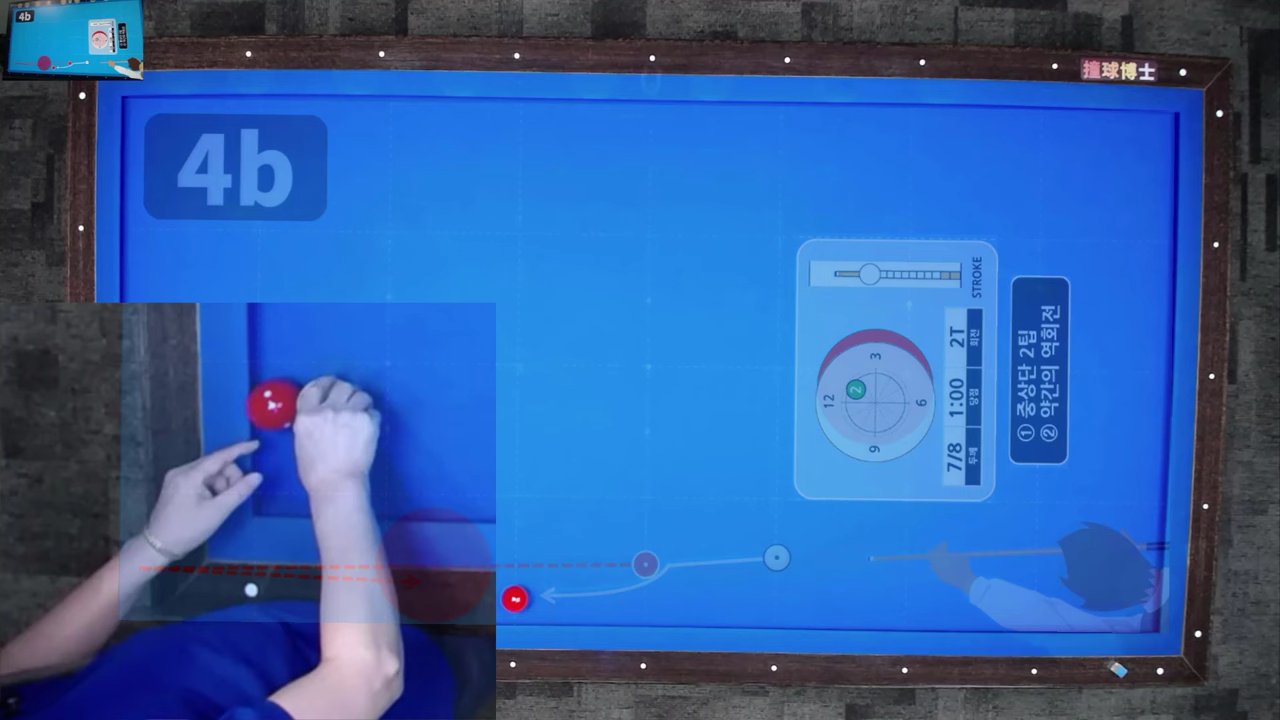 4b
4b
撞球博士
STROKE
12
3
6
9
2
7/8
1:00
2T
두께
당점
회전
① 중상단 2팁
② 약간의 역회전